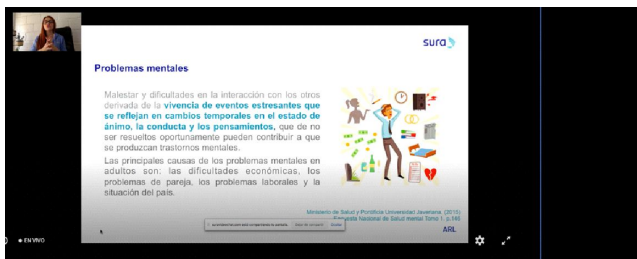 sura
Problemas mentales
Malestar y dificultades en la interacción con los otros
derivada de la vivencia de eventos estresantes que
se reflejan en cambios temporales en el estado de
ánimo, la conducta y los pensamientos, que de no
ser resueltos oportunamente pueden contribuir a que
se produzcan trastornos mentales.
Las principales causas de los problemas mentales en
adultos son: las dificultades económicas, los
problemas de pareja, los problemas laborales y la
situación del país.
Ministerio de Salud y Pontificia Universidad Javeriana. (2015)
Encuesta Nacional de Salud mental Tomo 1. p.
ARL
EN VIVO